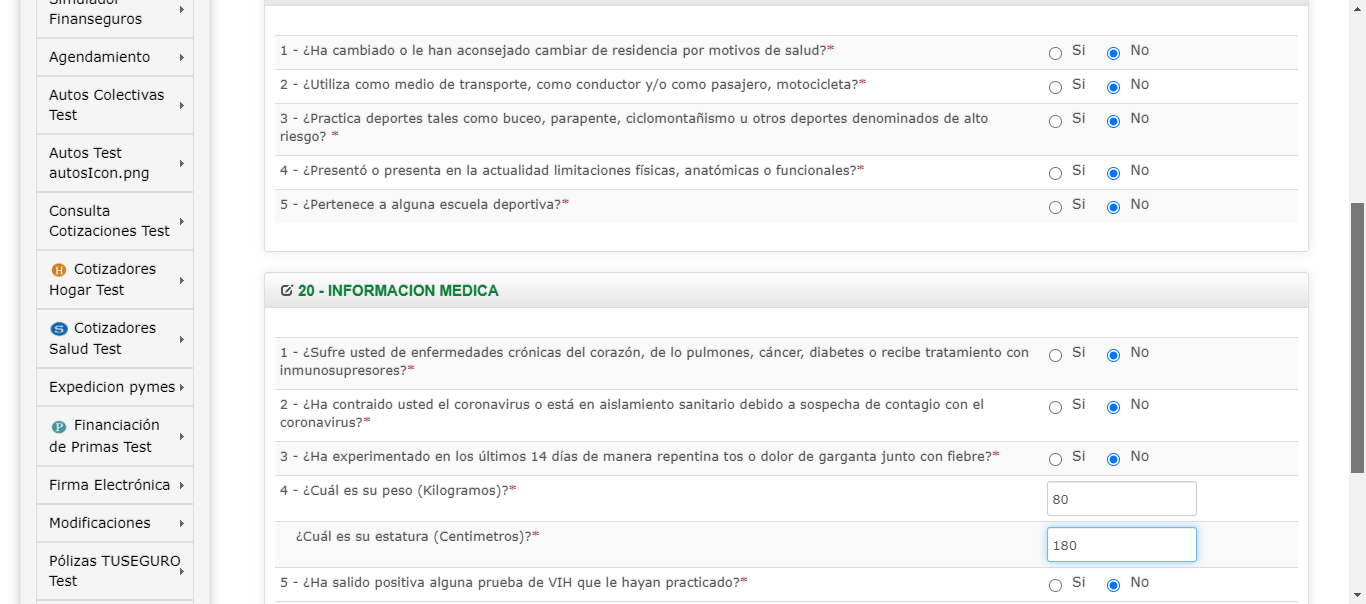 Simulador
Finanseguros
Agendamiento
Autos Colectivas
Test
Autos Test
autosIcon.png
Consulta
Cotizaciones Test
H Cotizadores
Hogar Test
S Cotizadores
Salud Test
Expedicion pymes
P Financiación
de Primas Test
Firma Electrónica
Modificaciones
Pólizas TUSEGURO
Test
1 - ¿Ha cambiado o le han aconsejado cambiar de residencia por motivos de salud?* Si No
2 - ¿Utiliza como medio de transporte, como conductor y/o como pasajero, motocicleta?* Si No
3 - ¿Practica deportes tales como buceo, parapente, ciclomontañismo u otros deportes denominados de alto Si No
riesgo? *
4 - ¿Presentó o presenta en la actualidad limitaciones físicas, anatómicas o funcionales?* Si No
5 - ¿Pertenece a alguna escuela deportiva?* Si No
20 - INFORMACION MEDICA
1 - ¿Sufre usted de enfermedades crónicas del corazón, de lo pulmones, cáncer, diabetes o recibe tratamiento con Si No
inmunosupresores?*
2 - ¿Ha contraido usted el coronavirus o está en aislamiento sanitario debido a sospecha de contagio con el Si No
coronavirus?*
3 - ¿Ha experimentado en los últimos 14 días de manera repentina tos o dolor de garganta junto con fiebre?* Si No
4 - ¿Cuál es su peso (Kilogramos)?* 80
¿Cuál es su estatura (Centimetros)?* 180
5 - ¿Ha salido positiva alguna prueba de VIH que le hayan practicado?* Si No